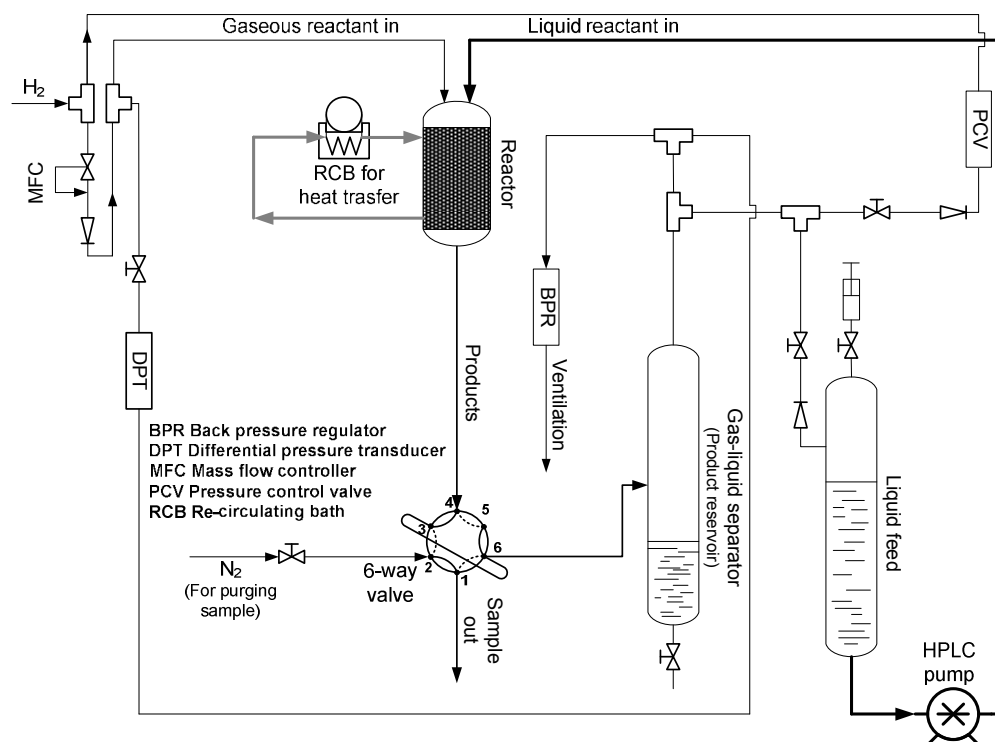 Gaseous reactant in
Liquid reactant in
H2
MFC
RCB for
heat trasfer
Reactor
PCV
BPR
Ventilation
DPT
Products
BPR Back pressure regulator
DPT Differential pressure transducer
MFC Mass flow controller
PCV Pressure control valve
RCB Re-circulating bath
Gas-liquid separator
(Product reservoir)
Liquid feed
4
5
3
6
2
1
N2
(For purging
sample)
6-way
valve
Sample
out
HPLC
pump